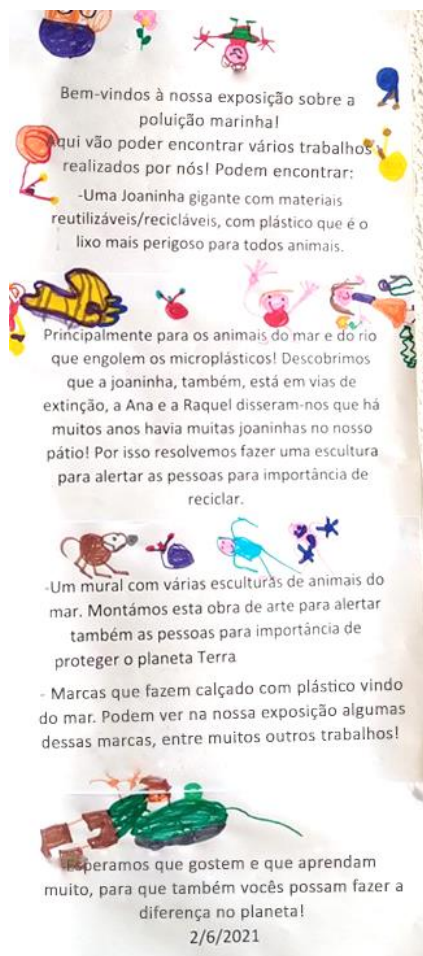 Bem-vindos à nossa exposição sobre a
poluição marinha!
Aqui vão poder encontrar vários trabalhos
realizados por nós! Podem encontrar:
-Uma Joaninha gigante com materiais
reutilizáveis/recicláveis, com plástico que é o
lixo mais perigoso para todos animais.
Principalmente para os animais do mar e do rio
que engolem os microplásticos! Descobrimos
que a joaninha, também, está em vias de
extinção, a Ana e a Raquel disseram-nos que há
muitos anos havia muitas joaninhas no nosso
pátio! Por isso resolvemos fazer uma escultura
para alertar as pessoas para importância de
reciclar.
-Um mural com várias esculturas de animais do
mar. Montámos esta obra de arte para alertar
também as pessoas para importância de
proteger o planeta Terra
- Marcas que fazem calçado com plástico vindo
do mar. Podem ver na nossa exposição algumas
dessas marcas, entre muitos outros trabalhos!
Esperamos que gostem e que aprendam
muito, para que também vocês possam fazer a
diferença no planeta!
2/6/2021